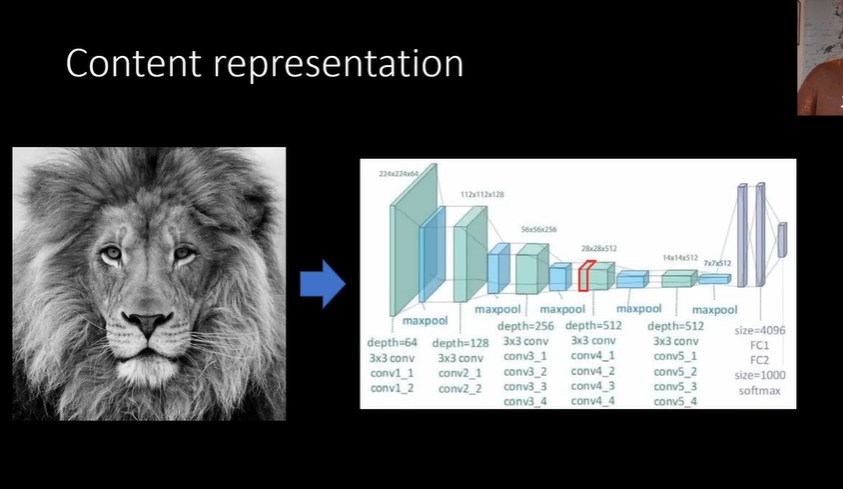 Content representation
224x224x64
112x112x128
56x56x256
28x28x512
14x14x512
7x7x512
maxpool
maxpool
maxpool
maxpool
maxpool
depth=64
3x3 conv
conv1_1
conv1_2
depth=128
3x3 conv
conv2_1
conv2_2
depth=256
3x3 conv
conv3_1
conv3_2
conv3_3
conv3_4
depth=512
3x3 conv
conv4_1
conv4_2
conv4_3
conv4_4
depth=512
3x3 conv
conv5_1
conv5_2
conv5_3
conv5_4
size=4096
FC1
FC2
size=1000
softmax